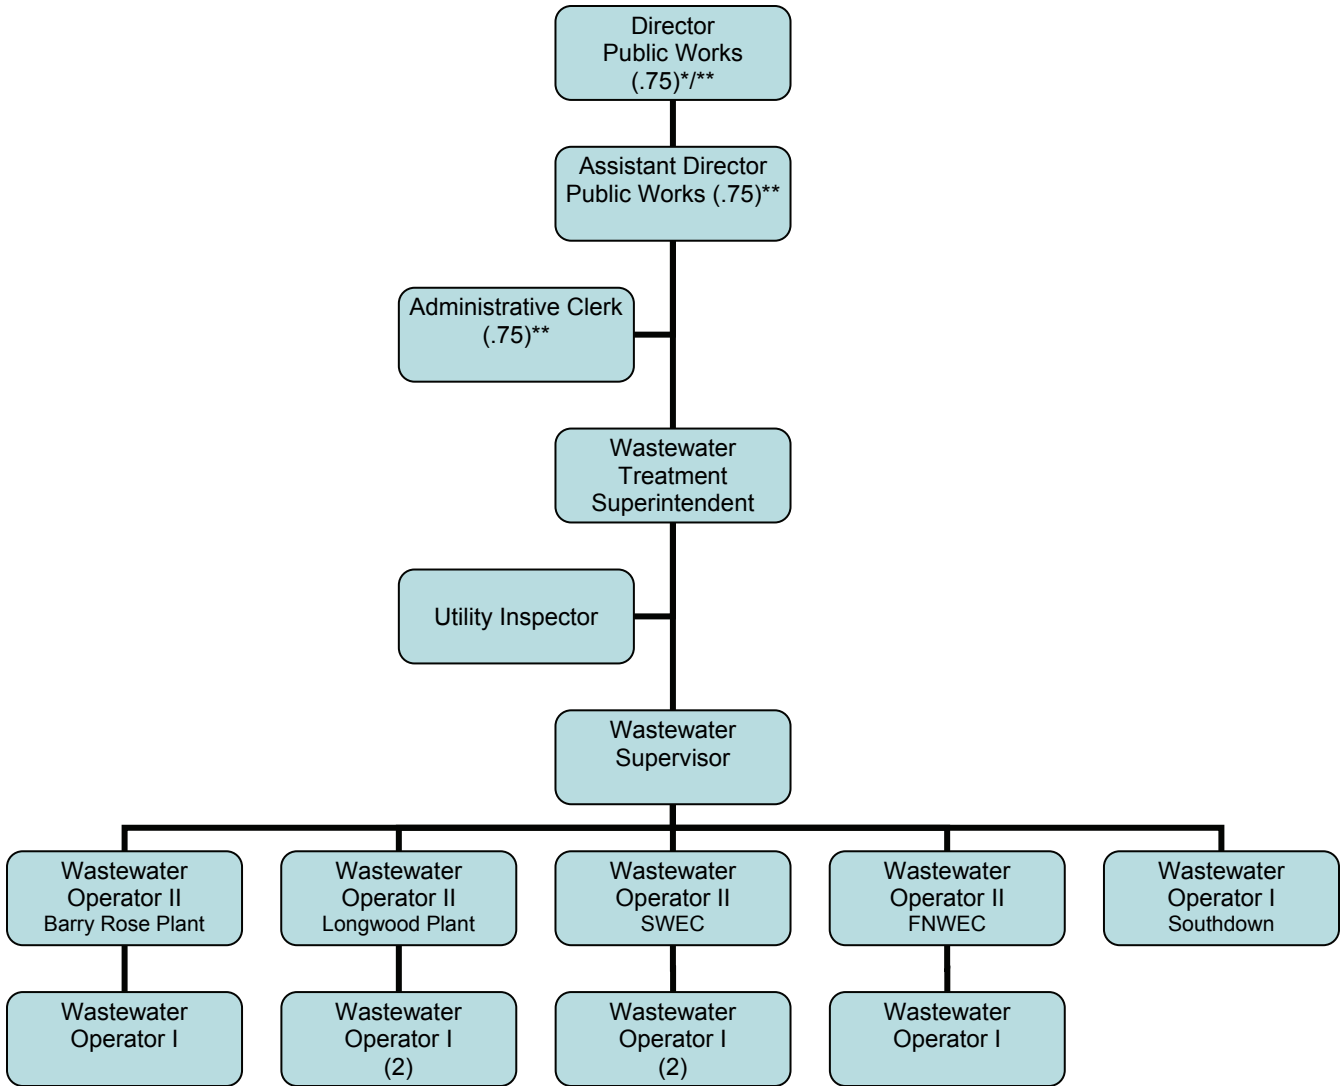 Director
Public Works
(.75)*/**
Assistant Director
Public Works (.75)**
Administrative Clerk
(.75)**
Wastewater
Treatment
Superintendent
Utility Inspector
Wastewater
Supervisor
Wastewater
Operator II
Barry Rose Plant
Wastewater
Operator II
Longwood Plant
Wastewater
Operator II
SWEC
Wastewater
Operator II
FNWEC
Wastewater
Operator I
Southdown
Wastewater
Operator I
Wastewater
Operator I
(2)
Wastewater
Operator I
(2)
Wastewater
Operator I